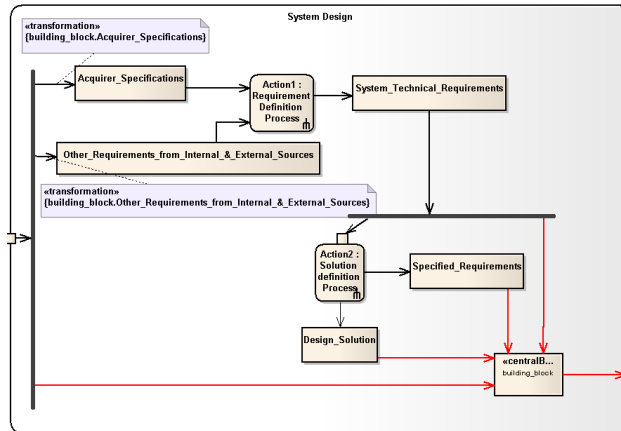 System Design
«transformation»
{building_block.Acquirer_Specifications}
Acquirer_Specifications
Action1 :
Requirement
Definition
Process
System_Technical_Requirements
Other_Requirements_from_Internal_&_External_Sources
«transformation»
{building_block.Other_Requirements_from_Internal_&_External_Sources}
Action2 :
Solution
definition
Process
Specified_Requirements
Design_Solution
«centralB...
building_block